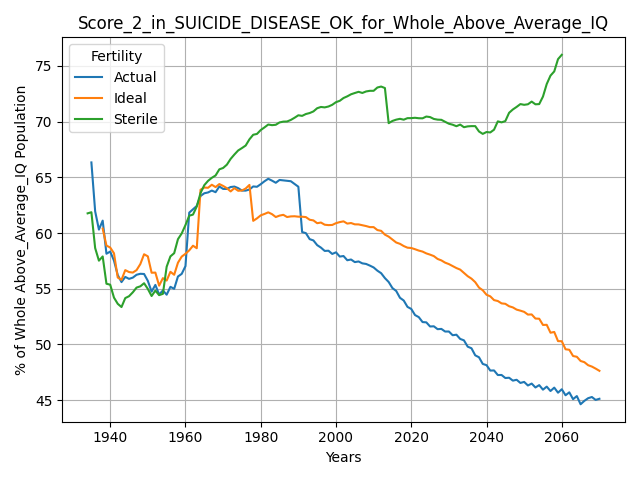 Score_2_in_SUICIDE_DISEASE_OK_for_Whole_Above_Average_IQ
Fertility
Actual
Ideal
Sterile
% of Whole Above_Average_IQ Population
75
70
65
60
55
50
45
1940 1960 1980 2000 2020 2040 2060
Years